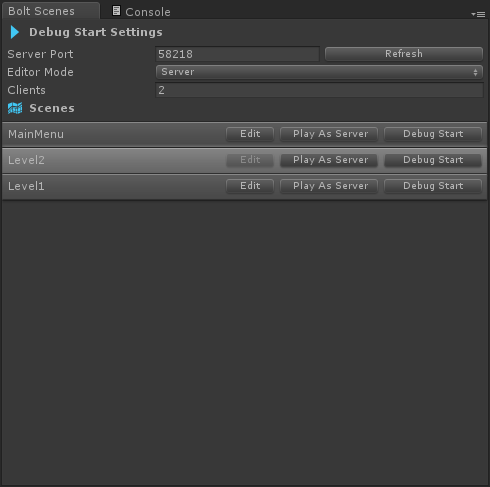 Bolt Scenes Console
Debug Start Settings
Server Port 58218 Refresh
Editor Mode Server
Clients 2
Scenes
MainMenu Edit Play As Server Debug Start
Level2 Edit Play As Server Debug Start
Level1 Edit Play As Server Debug Start